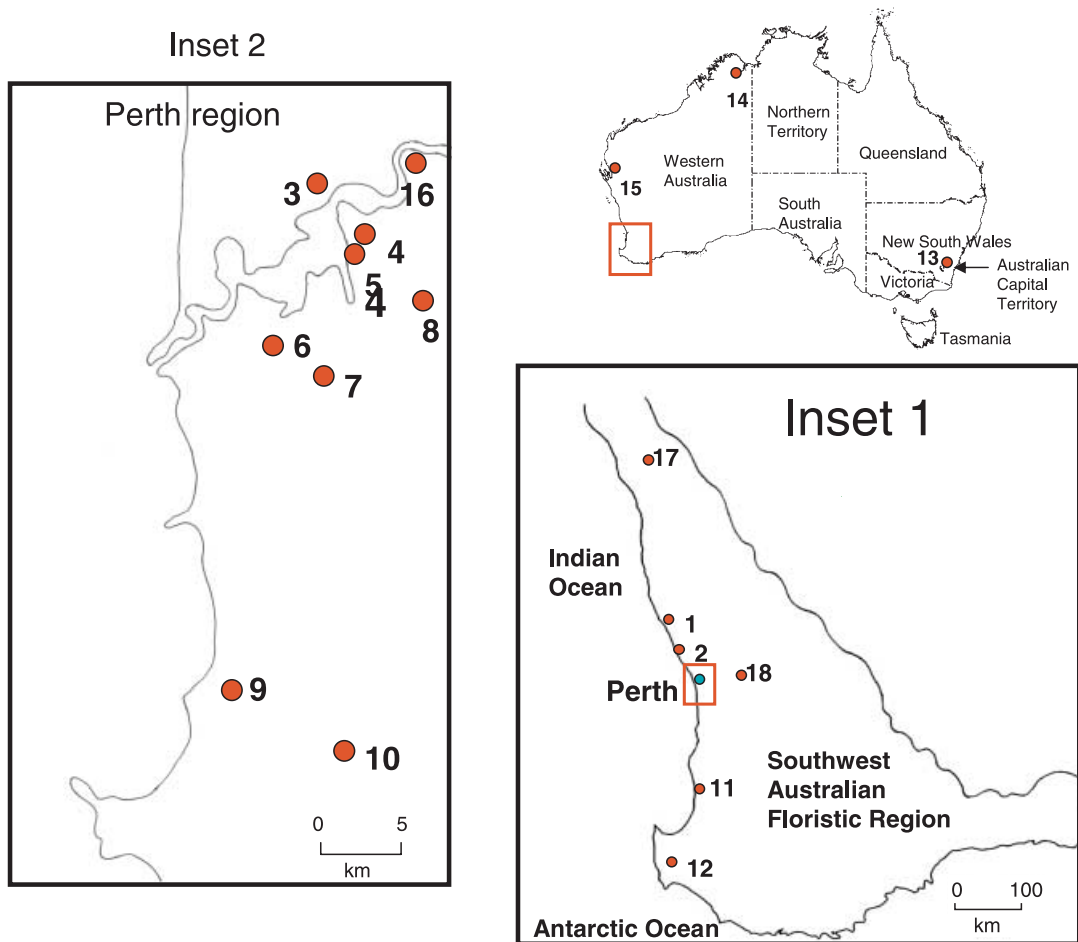 Inset 2
Perth region
3
16
4
5
4
8
6
7
9
10
0 5
km
14
Northern
Territory
Queensland
Western
Australia
15
South
Australia
New South Wales
13
Australian
Capital
Territory
Victoria
Tasmania
Inset 1
17
Indian
Ocean
1
2
18
Perth
Southwest
Australian
Floristic Region
11
12
0 100
km
Antarctic Ocean